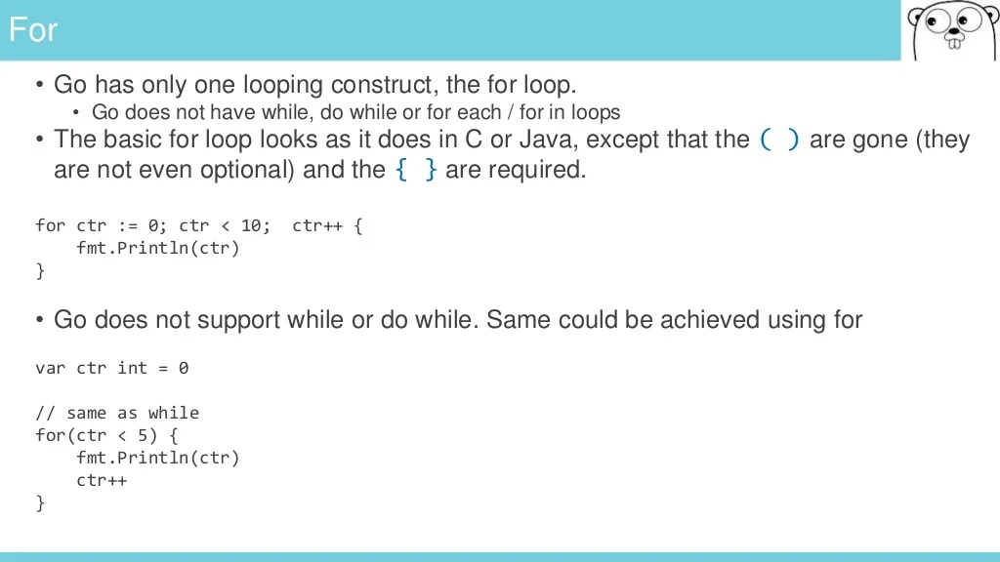 For
• Go has only one looping construct, the for loop.
• Go does not have while, do while or for each / for in loops
• The basic for loop looks as it does in C or Java, except that the ( ) are gone (they
are not even optional) and the { } are required.
for ctr := 0; ctr < 10;  ctr++ {
    fmt.Println(ctr)
}
• Go does not support while or do while. Same could be achieved using for
var ctr int = 0
// same as while
for(ctr < 5) {
    fmt.Println(ctr)
    ctr++
}